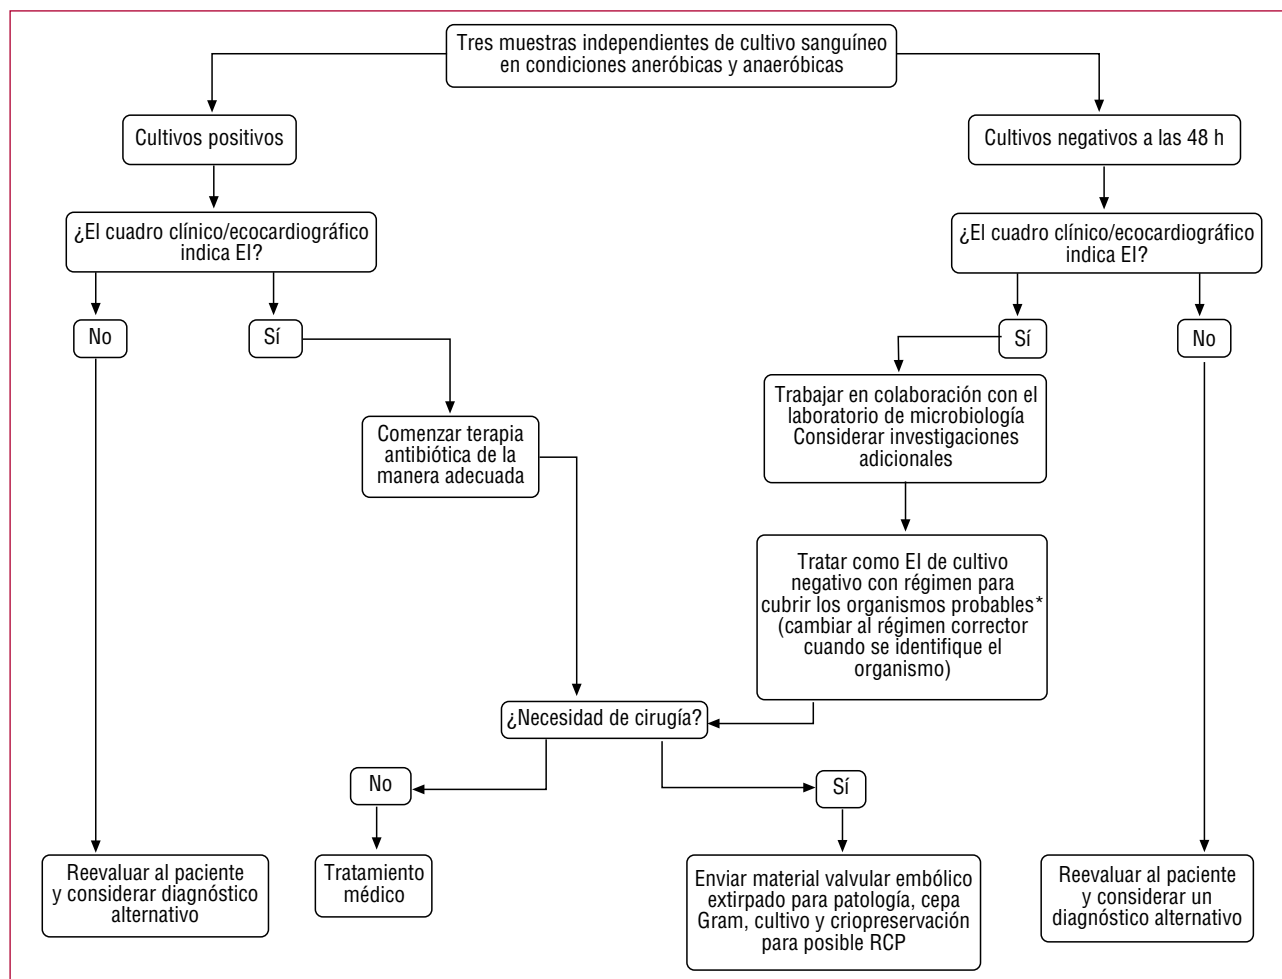 Tres muestras independientes de cultivo sanguíneo
en condiciones aneróbicas y anaeróbicas
Cultivos positivos
Cultivos negativos a las 48 h
¿El cuadro clínico/ecocardiográfico
indica EI?
¿El cuadro clínico/ecocardiográfico
indica EI?
No
Sí
Sí
No
Trabajar en colaboración con el
laboratorio de microbiología
Considerar investigaciones
adicionales
Comenzar terapia
antibiótica de la
manera adecuada
Tratar como EI de cultivo
negativo con régimen para
cubrir los organismos probables*
(cambiar al régimen corrector
cuando se identifique el
organismo)
¿Necesidad de cirugía?
No
Sí
Reevaluar al paciente
y considerar diagnóstico
alternativo
Tratamiento
médico
Enviar material valvular embólico
extirpado para patología, cepa
Gram, cultivo y criopreservación
para posible RCP
Reevaluar al paciente
y considerar un
diagnóstico alternativo